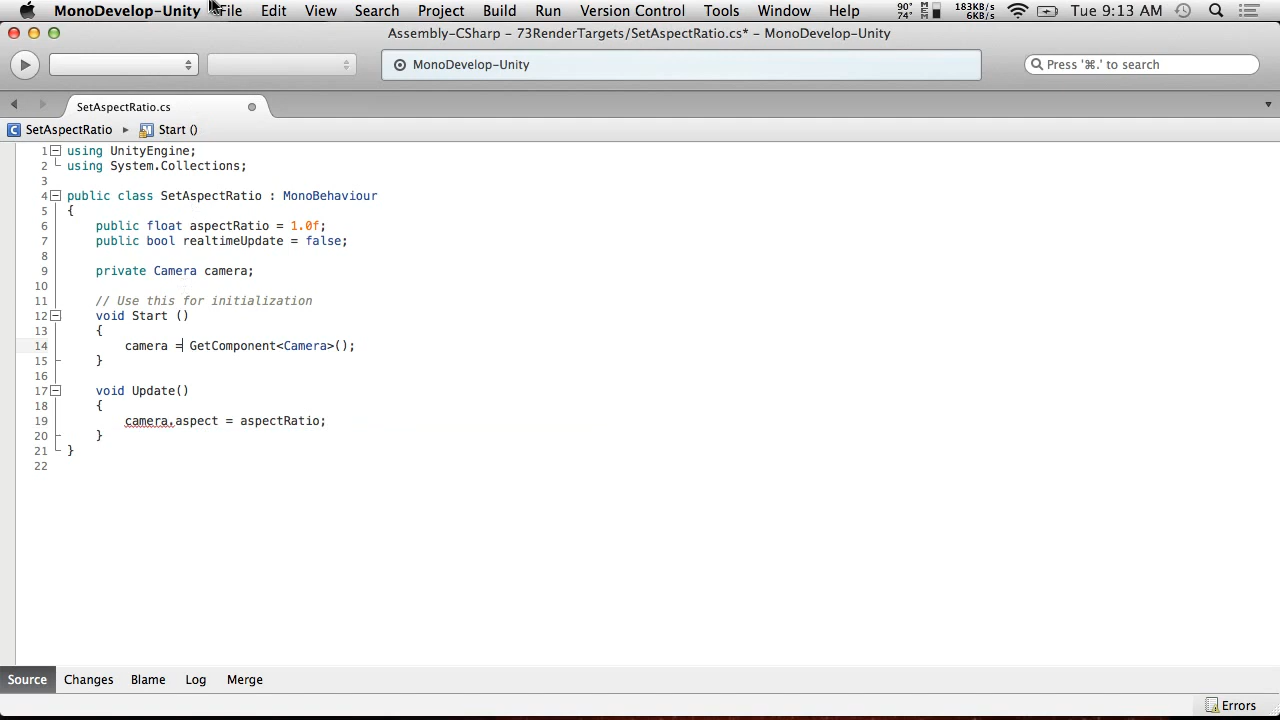 MonoDevelop-Unity File Edit View Search Project Build Run Version Control Tools Window Help 90° 74° MEM 183KB/s 6KB/s Tue 9:13 AM
Assembly-CSharp – 73RenderTargets/SetAspectRatio.cs* – MonoDevelop-Unity
MonoDevelop-Unity Press '⌘.' to search
SetAspectRatio.cs
C SetAspectRatio ▸ M Start ()
1 using UnityEngine;
2 using System.Collections;
3
4 public class SetAspectRatio : MonoBehaviour
5 {
6 public float aspectRatio = 1.0f;
7 public bool realtimeUpdate = false;
8
9 private Camera camera;
10
11 // Use this for initialization
12 void Start ()
13 {
14 camera = GetComponent<Camera>();
15 }
16
17 void Update()
18 {
19 camera.aspect = aspectRatio;
20 }
21 }
22
Source Changes Blame Log Merge
Errors